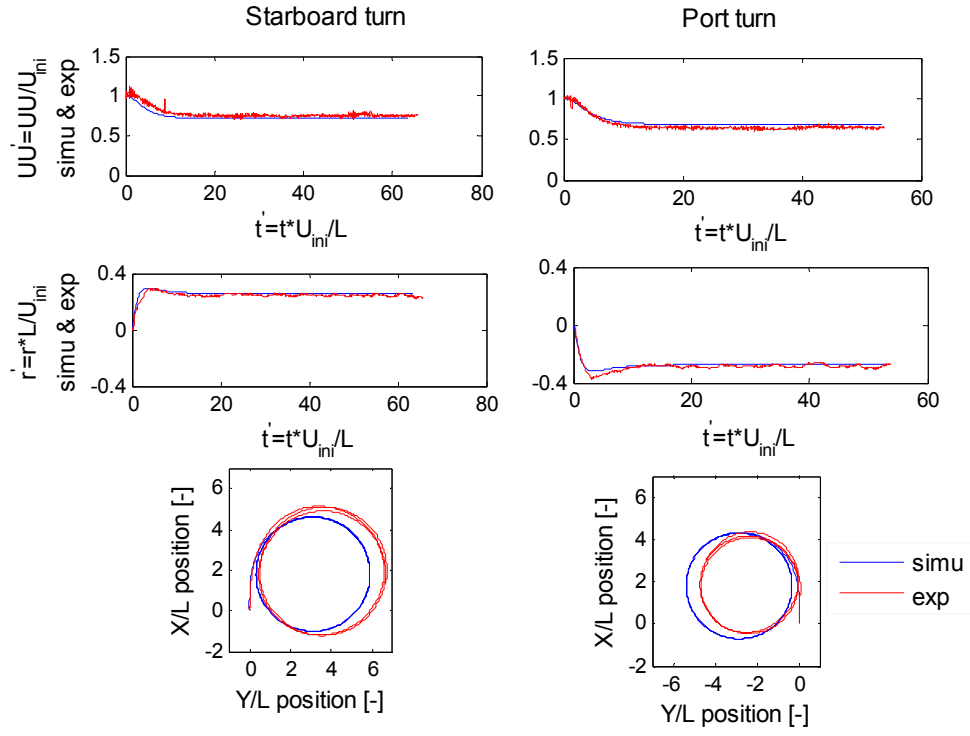 Starboard turn
Port turn
UU'=UU/Uini
simu & exp
1.5
1
0.5
0
0 20 40 60 80
t'=t*Uini/L
1.5
1
0.5
0
0 20 40 60
t'=t*Uini/L
r'=r*L/Uini
simu & exp
0.4
0
-0.4
0 20 40 60 80
t'=t*Uini/L
0.4
0
-0.4
0 20 40 60
t'=t*Uini/L
X/L position [-]
6
4
2
0
-2
0 2 4 6
Y/L position [-]
X/L position [-]
6
4
2
0
-2
-6 -4 -2 0
Y/L position [-]
simu
exp